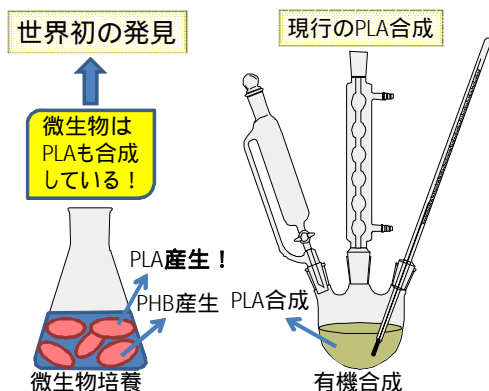 世界初の発見
現行のPLA合成
微生物は
PLAも合成
している！
PLA産生！
PHB産生
PLA合成
微生物培養
有機合成